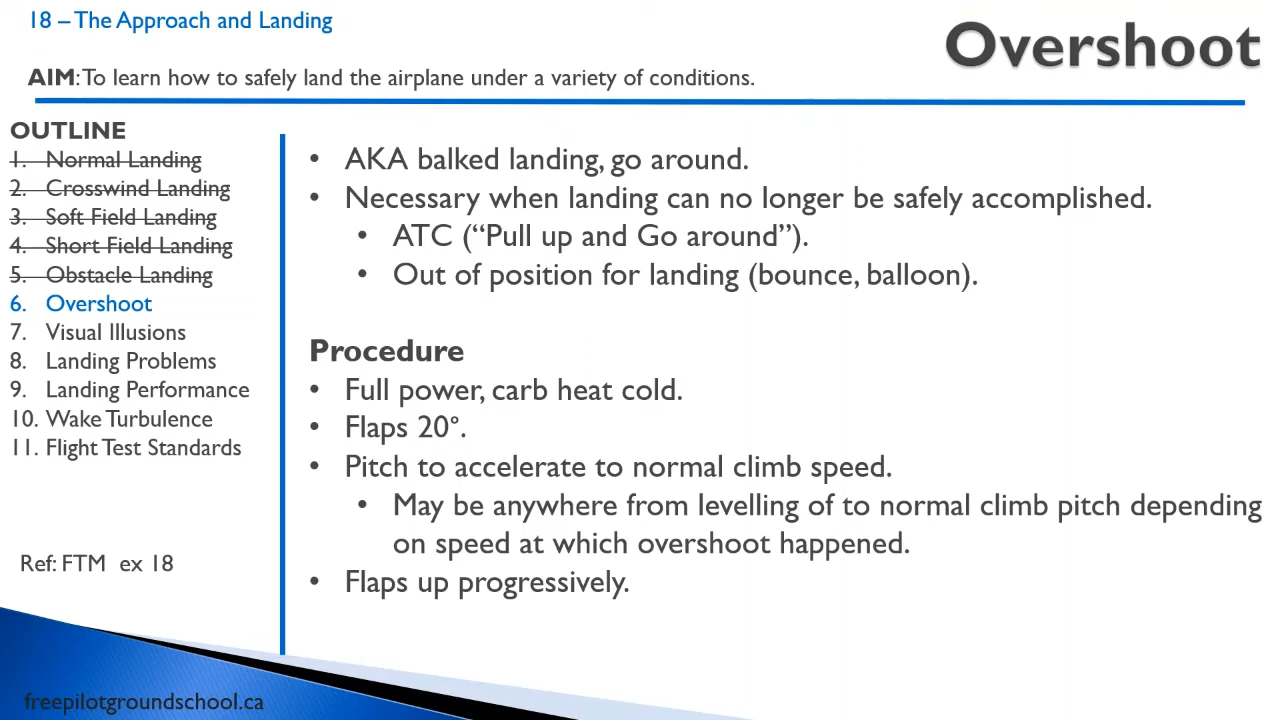 18 – The Approach and Landing
Overshoot
AIM: To learn how to safely land the airplane under a variety of conditions.
OUTLINE
1. Normal Landing
2. Crosswind Landing
3. Soft Field Landing
4. Short Field Landing
5. Obstacle Landing
6. Overshoot
7. Visual Illusions
8. Landing Problems
9. Landing Performance
10. Wake Turbulence
11. Flight Test Standards
Ref: FTM ex 18
• AKA balked landing, go around.
• Necessary when landing can no longer be safely accomplished.
• ATC (“Pull up and Go around”).
• Out of position for landing (bounce, balloon).
Procedure
• Full power, carb heat cold.
• Flaps 20°.
• Pitch to accelerate to normal climb speed.
• May be anywhere from levelling of to normal climb pitch depending
on speed at which overshoot happened.
• Flaps up progressively.
freepilotgroundschool.ca